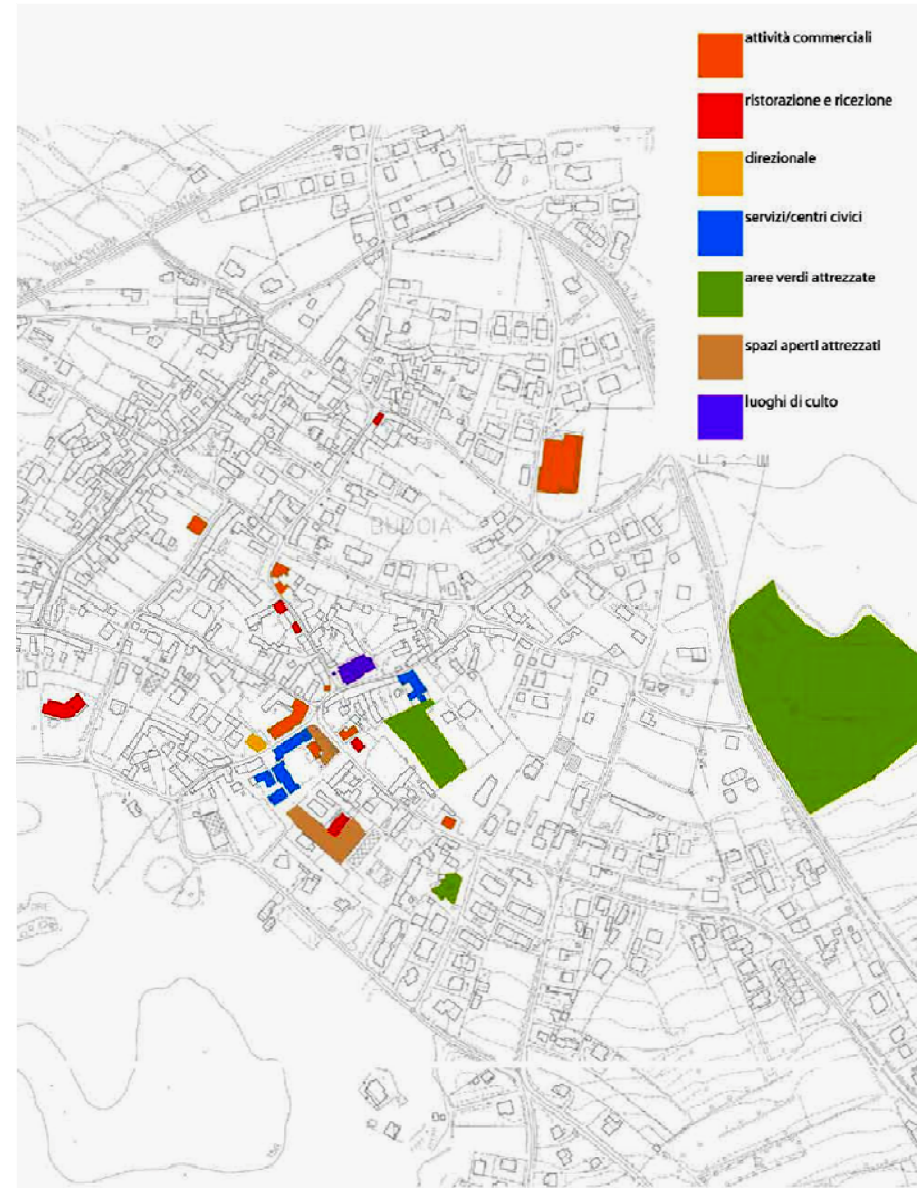 attività commerciali
ristorazione e ricezione
direzionale
servizi/centri civici
aree verdi attrezzate
spazi aperti attrezzati
luoghi di culto
BUDOIA